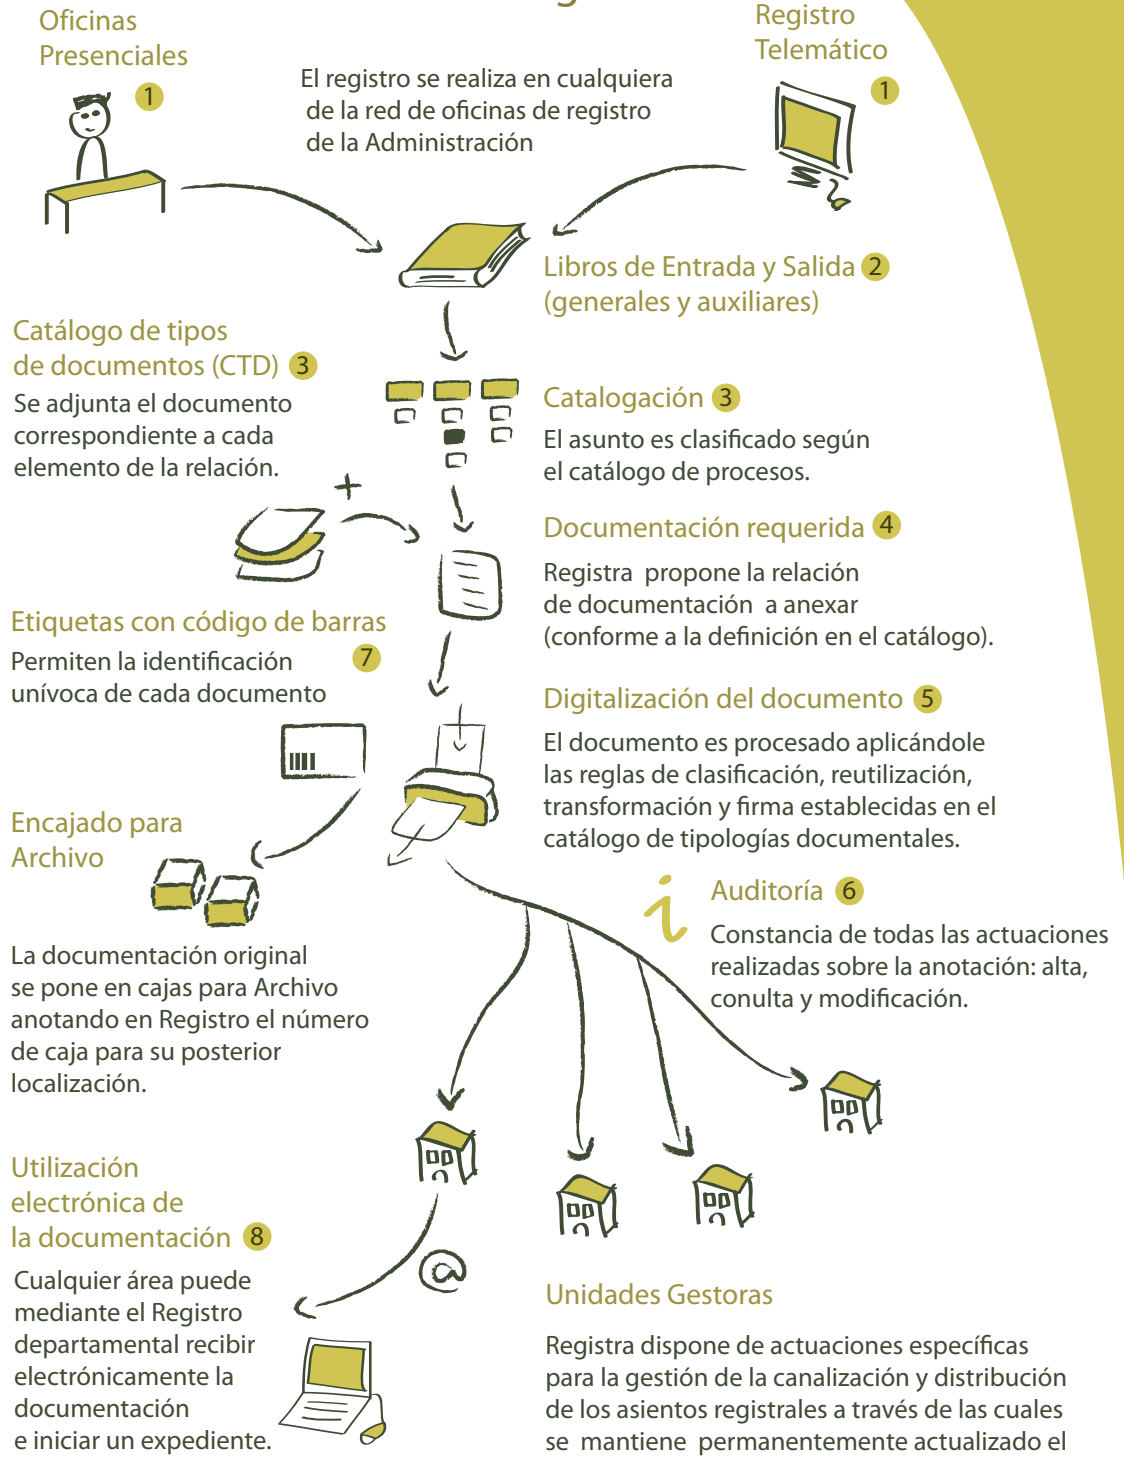 Oficinas
Presenciales
1
El registro se realiza en cualquiera
de la red de oficinas de registro
de la Administración
Registro
Telemático
1
Libros de Entrada y Salida 2
(generales y auxiliares)
Catálogo de tipos
de documentos (CTD) 3
Se adjunta el documento
correspondiente a cada
elemento de la relación.
Catalogación 3
El asunto es clasificado según
el catálogo de procesos.
Documentación requerida 4
Registra propone la relación
de documentación a anexar
(conforme a la definición en el catálogo).
Etiquetas con código de barras
7
Permiten la identificación
unívoca de cada documento
Digitalización del documento 5
El documento es procesado aplicándole
las reglas de clasificación, reutilización,
transformación y firma establecidas en el
catálogo de tipologías documentales.
Encajado para
Archivo
La documentación original
se pone en cajas para Archivo
anotando en Registro el número
de caja para su posterior
localización.
i
Auditoría 6
Constancia de todas las actuaciones
realizadas sobre la anotación: alta,
conulta y modificación.
Utilización
electrónica de
la documentación 8
Cualquier área puede
mediante el Registro
departamental recibir
electrónicamente la
documentación
e iniciar un expediente.
@
Unidades Gestoras
Registra dispone de actuaciones específicas
para la gestión de la canalización y distribución
de los asientos registrales a través de las cuales
se mantiene permanentemente actualizado el